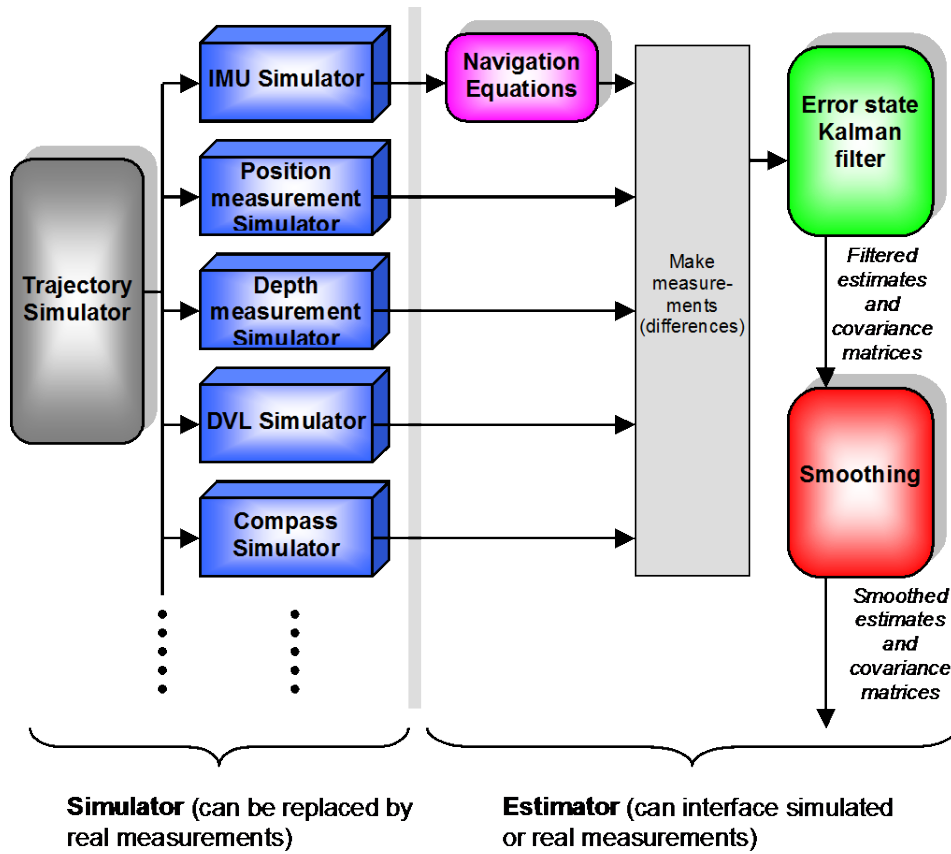 IMU Simulator
Navigation
Equations
Error state
Kalman
filter
Position
measurement
Simulator
Trajectory
Simulator
Depth
measurement
Simulator
Make
measure-
ments
(differences)
Filtered
estimates
and
covariance
matrices
DVL Simulator
Smoothing
Compass
Simulator
Smoothed
estimates
and
covariance
matrices
Simulator (can be replaced by
real measurements)
Estimator (can interface simulated
or real measurements)